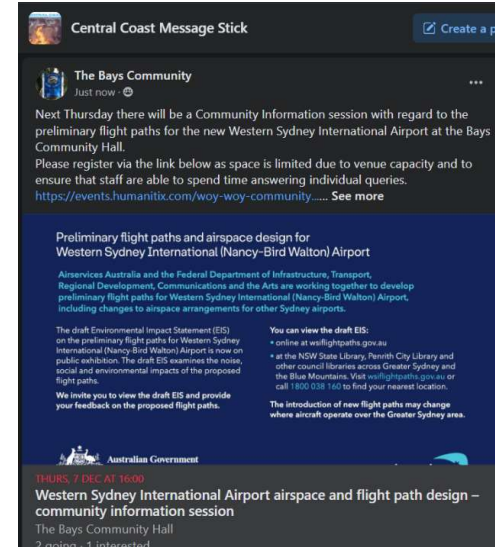 Central Coast Message Stick
Create a p
The Bays Community
Just now ·
Next Thursday there will be a Community Information session with regard to the
preliminary flight paths for the new Western Sydney International Airport at the Bays
Community Hall.
Please register via the link below as space is limited due to venue capacity and to
ensure that staff are able to spend time answering individual queries.
https://events.humanitix.com/woy-woy-community...... See more
Preliminary flight paths and airspace design for
Western Sydney International (Nancy-Bird Walton) Airport
Airservices Australia and the Federal Department of Infrastructure, Transport,
Regional Development, Communications and the Arts are working together to develop
preliminary flight paths for Western Sydney International (Nancy-Bird Walton) Airport,
including changes to airspace arrangements for other Sydney airports.
The draft Environmental Impact Statement (EIS)
on the preliminary flight paths for Western Sydney
International (Nancy-Bird Walton) Airport is now on
public exhibition. The draft EIS examines the noise,
social and environmental impacts of the proposed
flight paths.
We invite you to view the draft EIS and provide
your feedback on the proposed flight paths.
You can view the draft EIS:
• online at wsiflightpaths.gov.au
• at the NSW State Library, Penrith City Library and
other council libraries across Greater Sydney and
the Blue Mountains. Visit wsiflightpaths.gov.au or
call 1800 038 160 to find your nearest location.
The introduction of new flight paths may change
where aircraft operate over the Greater Sydney area.
Australian Government
THURS, 7 DEC AT 16:00
Western Sydney International Airport airspace and flight path design –
community information session
The Bays Community Hall
2 going · 1 interested